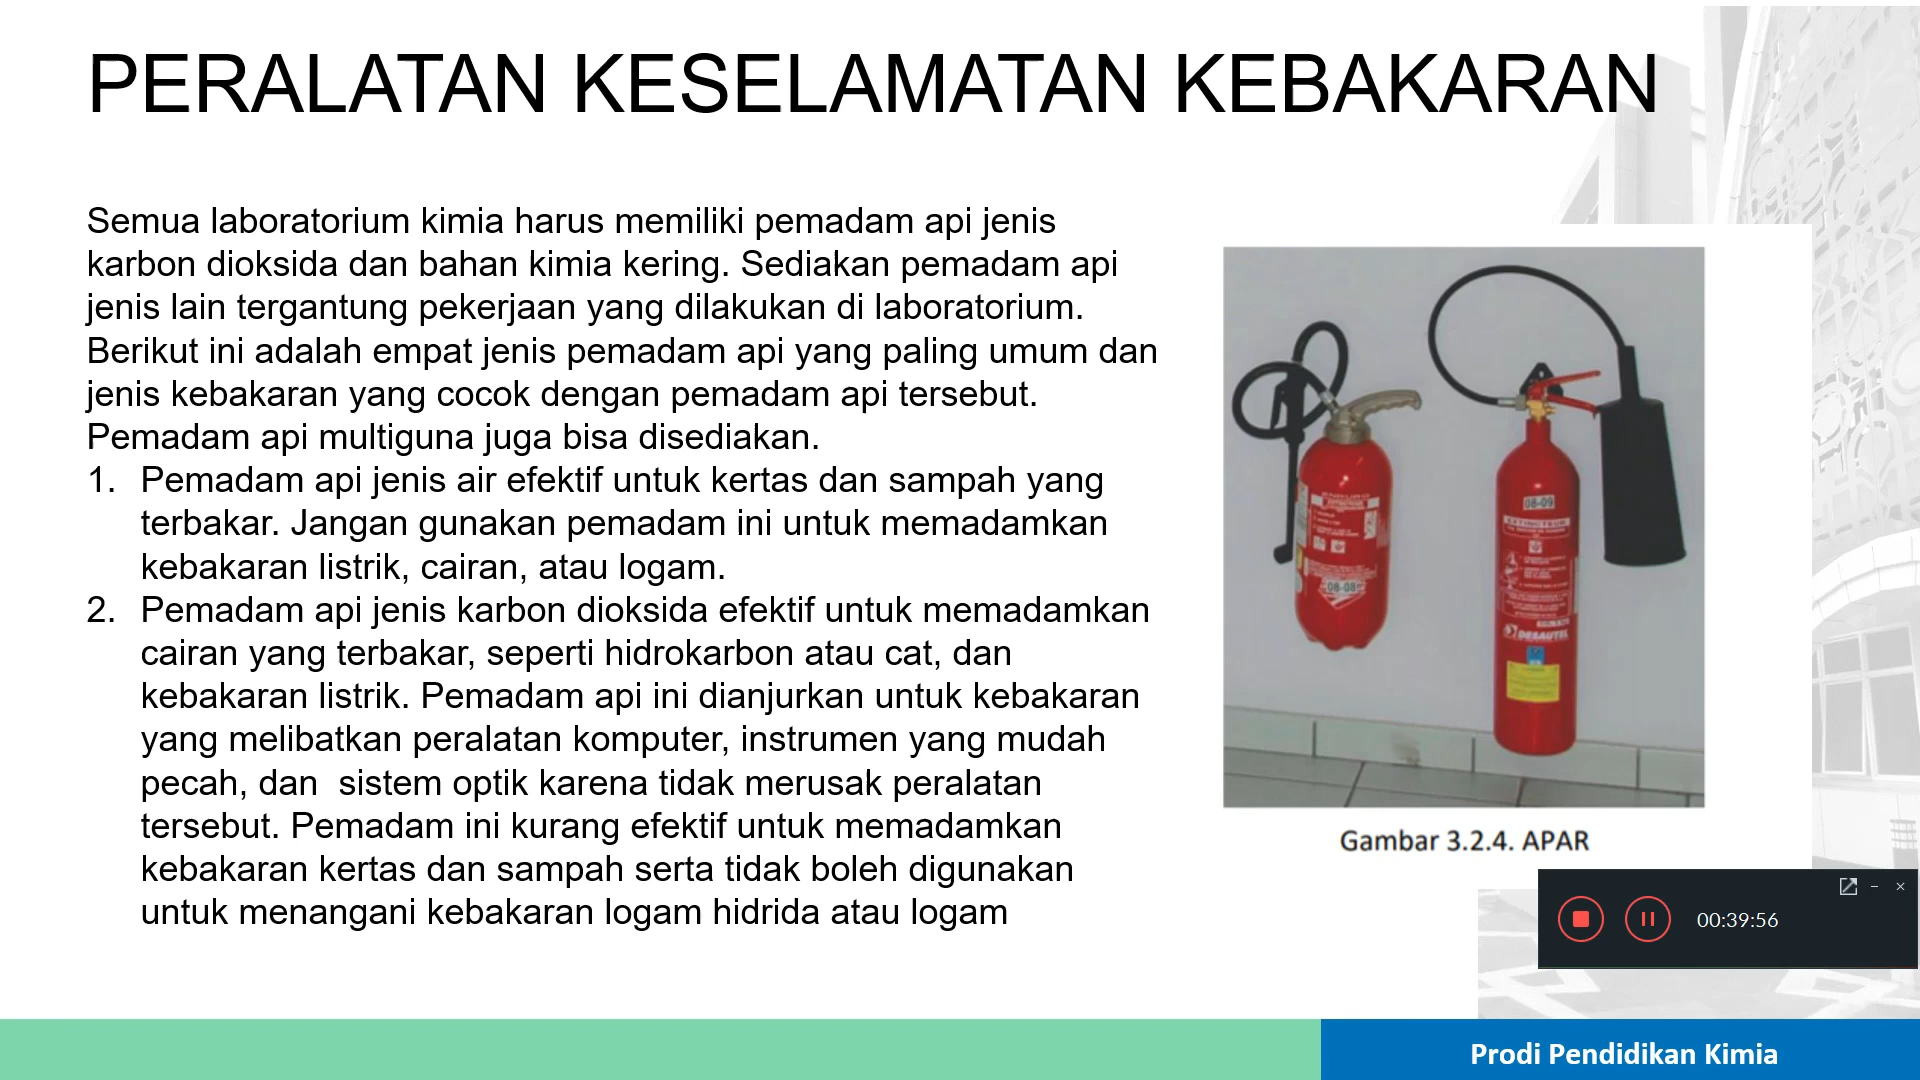 PERALATAN KESELAMATAN KEBAKARAN
Semua laboratorium kimia harus memiliki pemadam api jenis
karbon dioksida dan bahan kimia kering. Sediakan pemadam api
jenis lain tergantung pekerjaan yang dilakukan di laboratorium.
Berikut ini adalah empat jenis pemadam api yang paling umum dan
jenis kebakaran yang cocok dengan pemadam api tersebut.
Pemadam api multiguna juga bisa disediakan.
1. Pemadam api jenis air efektif untuk kertas dan sampah yang
terbakar. Jangan gunakan pemadam ini untuk memadamkan
kebakaran listrik, cairan, atau logam.
2. Pemadam api jenis karbon dioksida efektif untuk memadamkan
cairan yang terbakar, seperti hidrokarbon atau cat, dan
kebakaran listrik. Pemadam api ini dianjurkan untuk kebakaran
yang melibatkan peralatan komputer, instrumen yang mudah
pecah, dan  sistem optik karena tidak merusak peralatan
tersebut. Pemadam ini kurang efektif untuk memadamkan
kebakaran kertas dan sampah serta tidak boleh digunakan
untuk menangani kebakaran logam hidrida atau logam
08-08
08-09
EXTINCTEUR
DESAUTEL
Gambar 3.2.4. APAR
00:39:56
Prodi Pendidikan Kimia